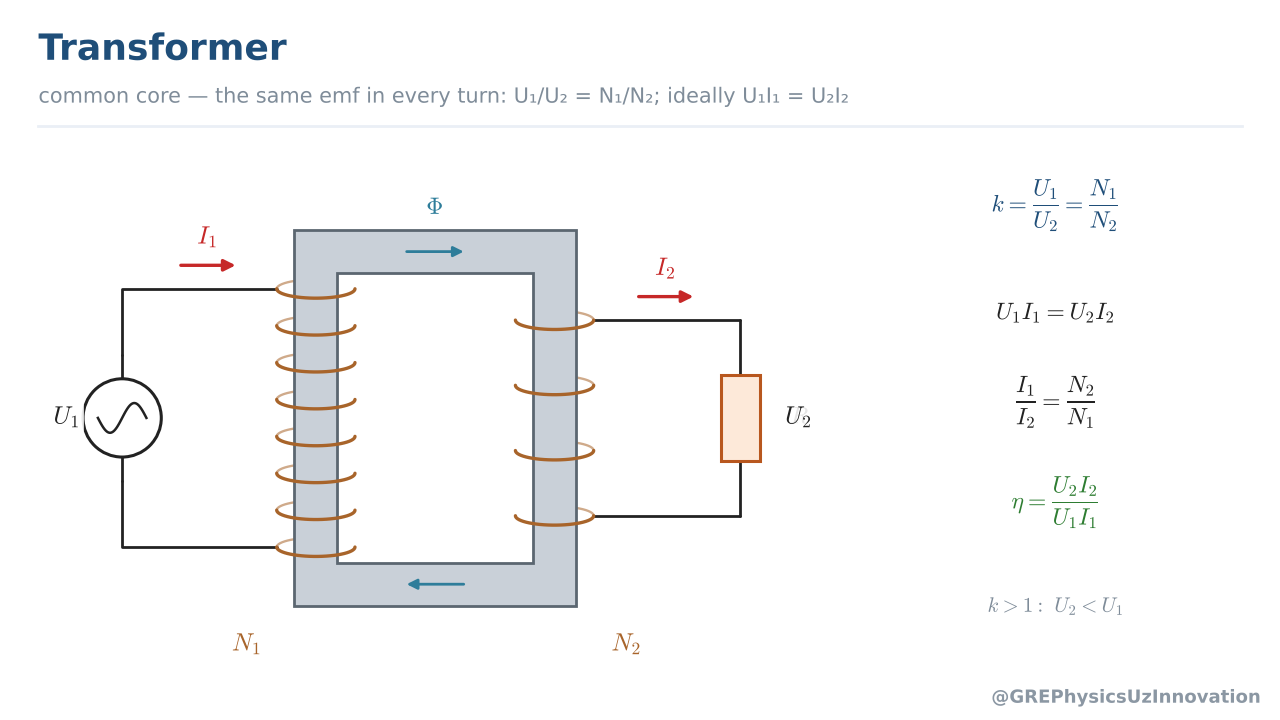 Transformer
common core — the same emf in every turn: U₁/U₂ = N₁/N₂; ideally U₁I₁ = U₂I₂
Φ
I₁
I₂
U₁
U₂
N₁
N₂
k = U₁/U₂ = N₁/N₂
U₁I₁ = U₂I₂
I₁/I₂ = N₂/N₁
η = U₂I₂/U₁I₁
k > 1 : U₂ < U₁
@GREPhysicsUzInnovation